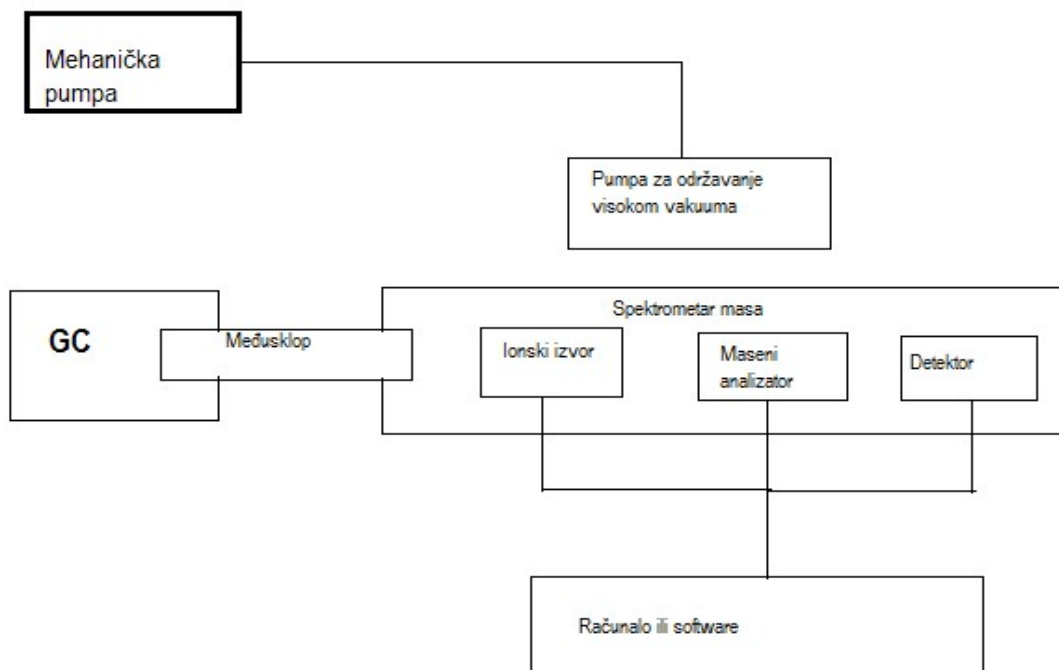 Mehanička
pumpa
Pumpa za održavanje
visokom vakuuma
Spektrometar masa
GC
Međusklop
Ionski izvor
Maseni
analizator
Detektor
Računalo ili software